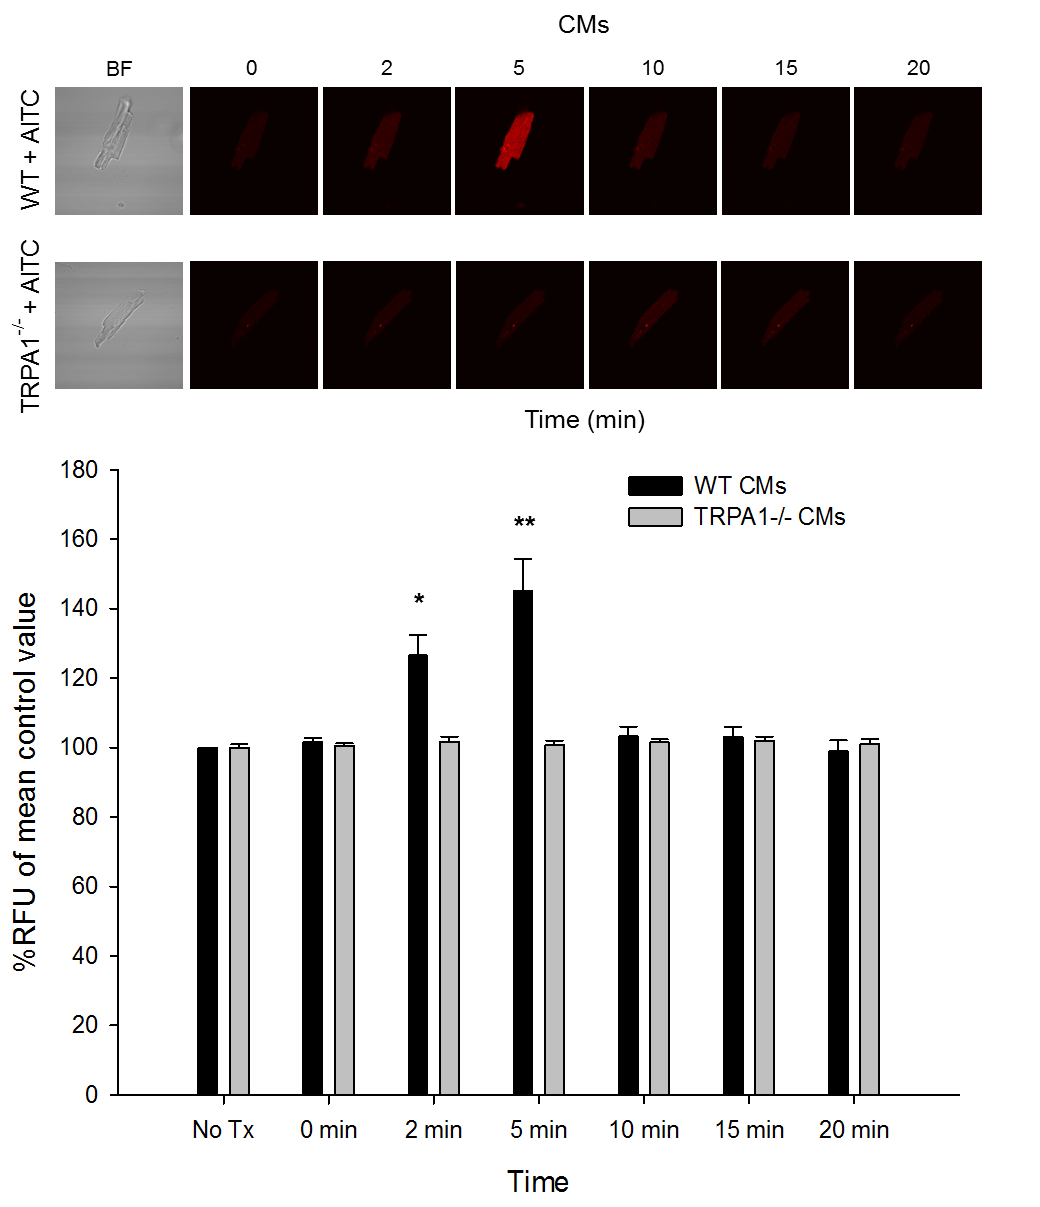 CMs
BF 0 2 5 10 15 20
WT + AITC
TRPA1-/- + AITC
Time (min)
180
160
140
120
100
80
60
40
20
0
%RFU of mean control value
WT CMs
TRPA1-/- CMs
*
**
No Tx 0 min 2 min 5 min 10 min 15 min 20 min
Time